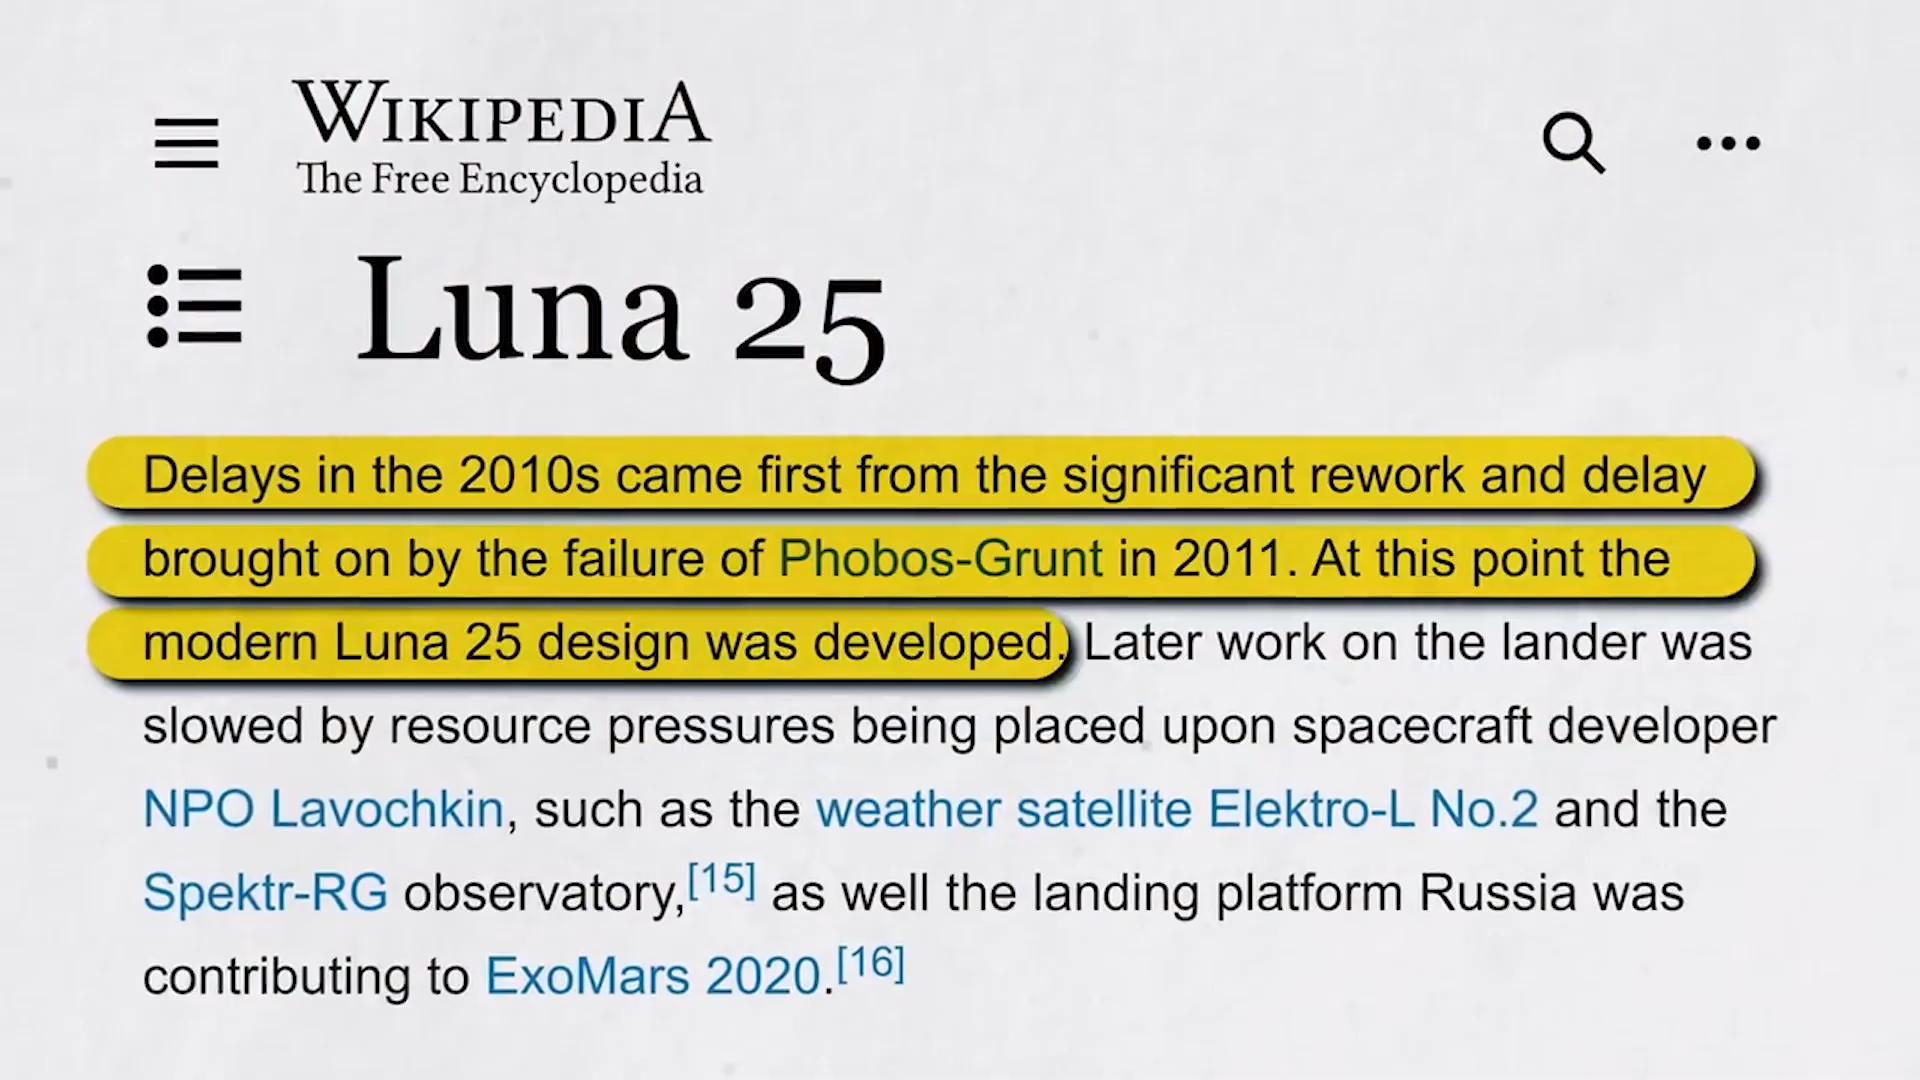 WIKIPEDIA
The Free Encyclopedia
Luna 25
Delays in the 2010s came first from the significant rework and delay
brought on by the failure of Phobos-Grunt in 2011. At this point the
modern Luna 25 design was developed. Later work on the lander was
slowed by resource pressures being placed upon spacecraft developer
NPO Lavochkin, such as the weather satellite Elektro-L No.2 and the
Spektr-RG observatory,[15] as well the landing platform Russia was
contributing to ExoMars 2020.[16]